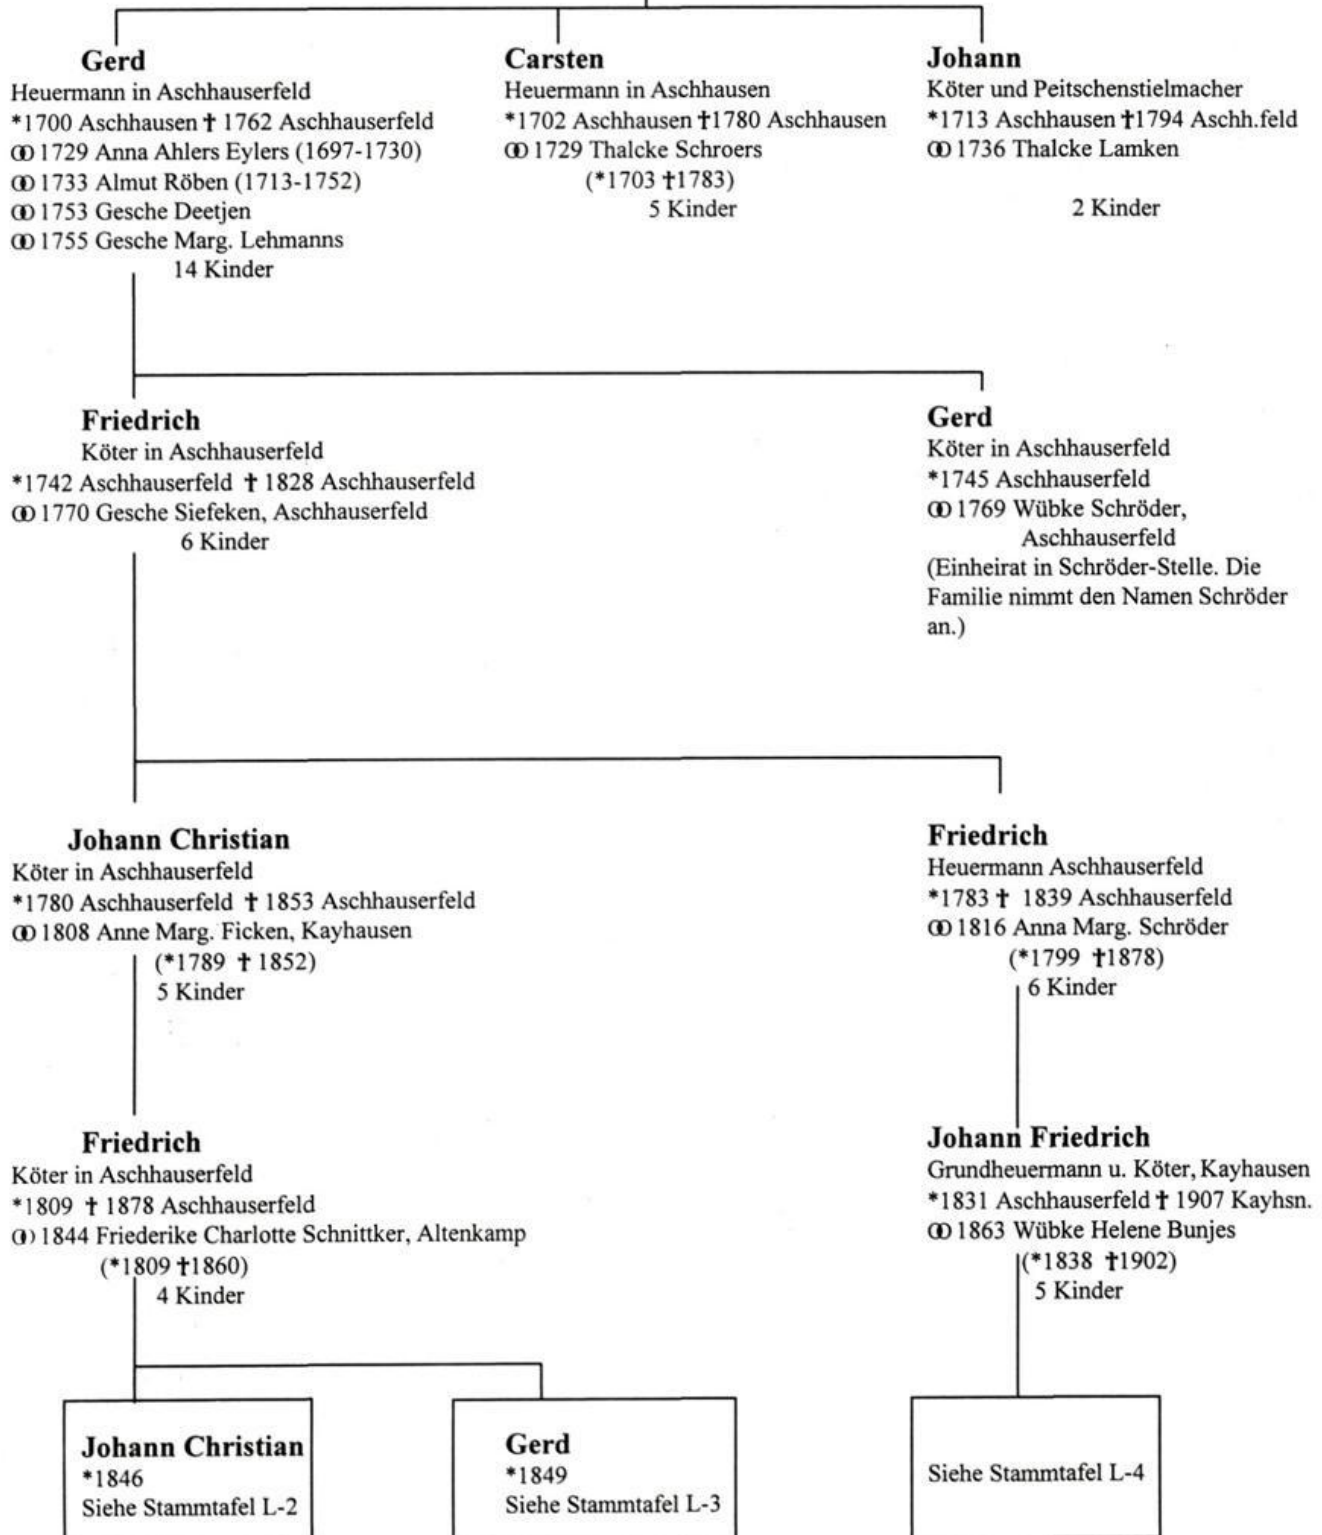 Gerd
Heuermann in Aschhauserfeld
*1700 Aschhausen † 1762 Aschhauserfeld
⚭ 1729 Anna Ahlers Eylers (1697-1730)
⚭ 1733 Almut Röben (1713-1752)
⚭ 1753 Gesche Deetjen
⚭ 1755 Gesche Marg. Lehmanns
14 Kinder
Carsten
Heuermann in Aschhausen
*1702 Aschhausen †1780 Aschhausen
⚭ 1729 Thalcke Schroers
(*1703 †1783)
5 Kinder
Johann
Köter und Peitschenstielmacher
*1713 Aschhausen †1794 Aschh.feld
⚭ 1736 Thalcke Lamken
2 Kinder
Friedrich
Köter in Aschhauserfeld
*1742 Aschhauserfeld † 1828 Aschhauserfeld
⚭ 1770 Gesche Siefeken, Aschhauserfeld
6 Kinder
Gerd
Köter in Aschhauserfeld
*1745 Aschhauserfeld
⚭ 1769 Wübke Schröder,
Aschhauserfeld
(Einheirat in Schröder-Stelle. Die
Familie nimmt den Namen Schröder
an.)
Johann Christian
Köter in Aschhauserfeld
*1780 Aschhauserfeld † 1853 Aschhauserfeld
⚭ 1808 Anne Marg. Ficken, Kayhausen
(*1789 † 1852)
5 Kinder
Friedrich
Heuermann Aschhauserfeld
*1783 † 1839 Aschhauserfeld
⚭ 1816 Anna Marg. Schröder
(*1799 †1878)
6 Kinder
Friedrich
Köter in Aschhauserfeld
*1809 † 1878 Aschhauserfeld
⚭ 1844 Friederike Charlotte Schnittker, Altenkamp
(*1809 †1860)
4 Kinder
Johann Friedrich
Grundheuermann u. Köter, Kayhausen
*1831 Aschhauserfeld † 1907 Kayhsn.
⚭ 1863 Wübke Helene Bunjes
(*1838 †1902)
5 Kinder
Johann Christian
*1846
Siehe Stammtafel L-2
Gerd
*1849
Siehe Stammtafel L-3
Siehe Stammtafel L-4